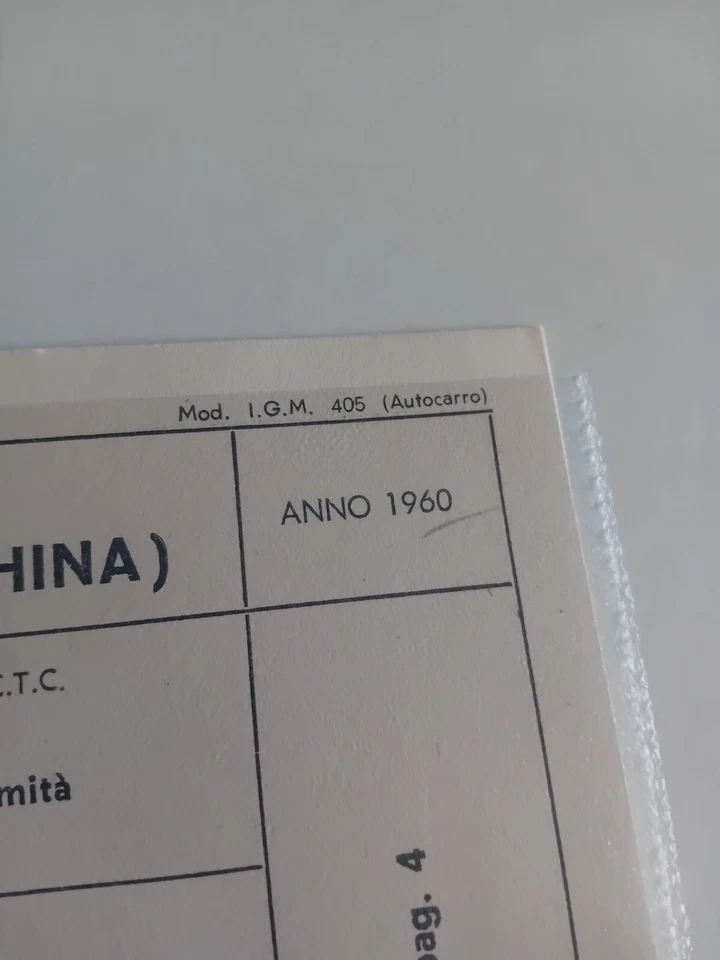 Mod. I.G.M. 405 (Autocarro)
ANNO 1960
HINA)
.T.C.
mità
pag. 4